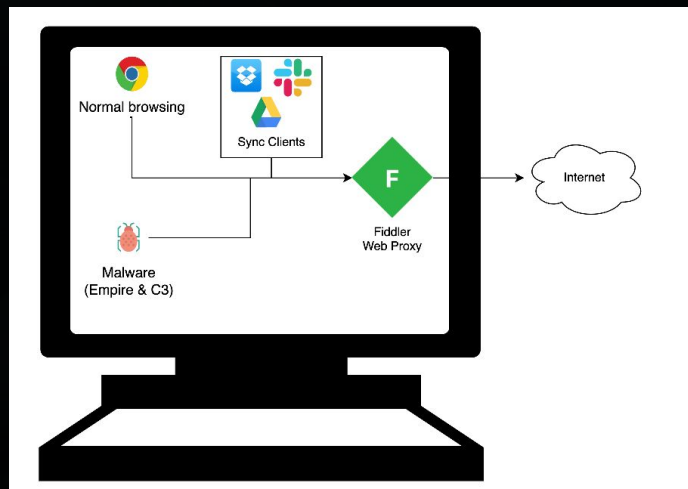 Normal browsing
Sync Clients
F
Fiddler
Web Proxy
Internet
Malware
(Empire & C3)